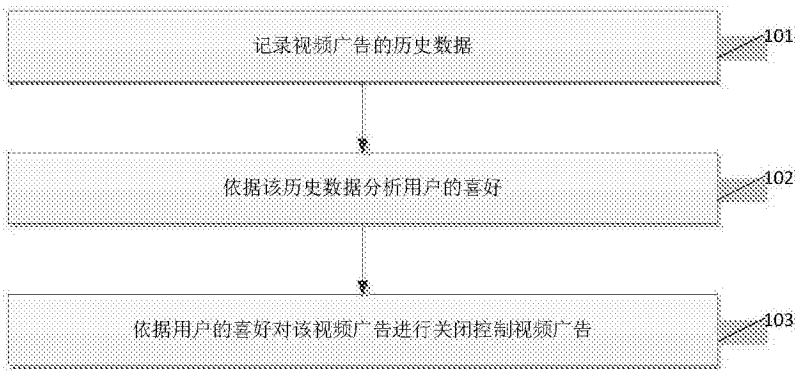 记录视频广告的历史数据
101
依据该历史数据分析用户的喜好
102
依据用户的喜好对该视频广告进行关闭控制视频广告
103